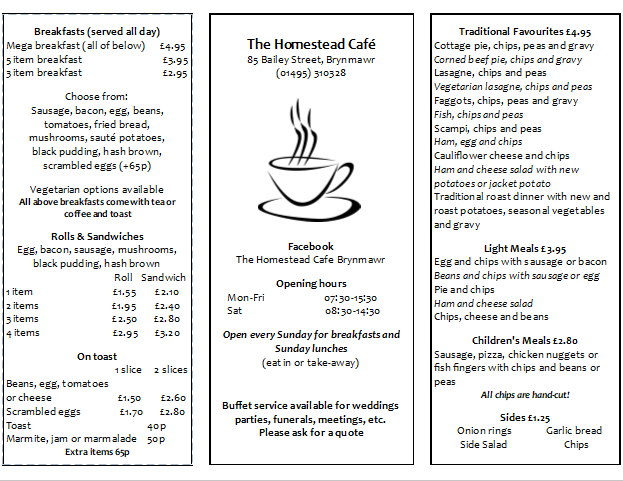 Breakfasts (served all day)
Mega breakfast (all of below) £4.95
5 item breakfast £3.95
3 item breakfast £2.95
Choose from:
Sausage, bacon, egg, beans,
tomatoes, fried bread,
mushrooms, sauté potatoes,
black pudding, hash brown,
scrambled eggs (+65p)
Vegetarian options available
All above breakfasts come with tea or
coffee and toast
Rolls & Sandwiches
Egg, bacon, sausage, mushrooms,
black pudding, hash brown
Roll Sandwich
1 item £1.55 £2.10
2 items £1.95 £2.40
3 items £2.50 £2.80
4 items £2.95 £3.20
On toast
1 slice 2 slices
Beans, egg, tomatoes
or cheese £1.50 £2.60
Scrambled eggs £1.70 £2.80
Toast 40p
Marmite, jam or marmalade 50p
Extra items 65p
The Homestead Café
85 Bailey Street, Brynmawr
(01495) 310328
Facebook
The Homestead Cafe Brynmawr
Opening hours
Mon-Fri 07:30-15:30
Sat 08:30-14:30
Open every Sunday for breakfasts and
Sunday lunches
(eat in or take-away)
Buffet service available for weddings
parties, funerals, meetings, etc.
Please ask for a quote
Traditional Favourites £4.95
Cottage pie, chips, peas and gravy
Corned beef pie, chips and gravy
Lasagne, chips and peas
Vegetarian lasagne, chips and peas
Faggots, chips, peas and gravy
Fish, chips and peas
Scampi, chips and peas
Ham, egg and chips
Cauliflower cheese and chips
Ham and cheese salad with new
potatoes or jacket potato
Traditional roast dinner with new and
roast potatoes, seasonal vegetables
and gravy
Light Meals £3.95
Egg and chips with sausage or bacon
Beans and chips with sausage or egg
Pie and chips
Ham and cheese salad
Chips, cheese and beans
Children's Meals £2.80
Sausage, pizza, chicken nuggets or
fish fingers with chips and beans or
peas
All chips are hand-cut!
Sides £1.25
Onion rings Garlic bread
Side Salad Chips